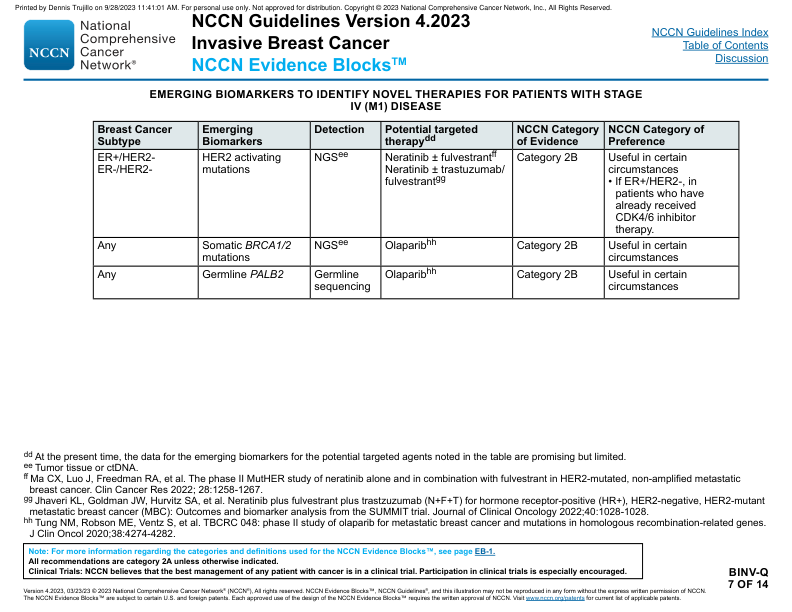 Printed by Dennis Trujillo on 9/28/2023 11:41:01 AM. For personal use only. Not approved for distribution. Copyright © 2023 National Comprehensive Cancer Network, Inc., All Rights Reserved.
NCCN
National
Comprehensive
Cancer
Network®
NCCN Guidelines Version 4.2023
Invasive Breast Cancer
NCCN Evidence Blocks™
NCCN Guidelines Index
Table of Contents
Discussion
EMERGING BIOMARKERS TO IDENTIFY NOVEL THERAPIES FOR PATIENTS WITH STAGE
IV (M1) DISEASE
Breast Cancer
Subtype
Emerging
Biomarkers
Detection
Potential targeted
therapydd
NCCN Category
of Evidence
NCCN Category of
Preference
ER+/HER2-
ER-/HER2-
HER2 activating
mutations
NGSee
Neratinib ± fulvestrantff
Neratinib ± trastuzumab/
fulvestrantgg
Category 2B
Useful in certain
circumstances
• If ER+/HER2-, in
patients who have
already received
CDK4/6 inhibitor
therapy.
Any
Somatic BRCA1/2
mutations
NGSee
Olaparibhh
Category 2B
Useful in certain
circumstances
Any
Germline PALB2
Germline
sequencing
Olaparibhh
Category 2B
Useful in certain
circumstances
dd At the present time, the data for the emerging biomarkers for the potential targeted agents noted in the table are promising but limited.
ee Tumor tissue or ctDNA.
ff Ma CX, Luo J, Freedman RA, et al. The phase II MutHER study of neratinib alone and in combination with fulvestrant in HER2-mutated, non-amplified metastatic
breast cancer. Clin Cancer Res 2022; 28:1258-1267.
gg Jhaveri KL, Goldman JW, Hurvitz SA, et al. Neratinib plus fulvestrant plus trastzuzumab (N+F+T) for hormone receptor-positive (HR+), HER2-negative, HER2-mutant
metastatic breast cancer (MBC): Outcomes and biomarker analysis from the SUMMIT trial. Journal of Clinical Oncology 2022;40:1028-1028.
hh Tung NM, Robson ME, Ventz S, et al. TBCRC 048: phase II study of olaparib for metastatic breast cancer and mutations in homologous recombination-related genes.
J Clin Oncol 2020;38:4274-4282.
Note: For more information regarding the categories and definitions used for the NCCN Evidence Blocks™, see page EB-1.
All recommendations are category 2A unless otherwise indicated.
Clinical Trials: NCCN believes that the best management of any patient with cancer is in a clinical trial. Participation in clinical trials is especially encouraged.
BINV-Q
7 OF 14
Version 4.2023, 03/23/23 © 2023 National Comprehensive Cancer Network® (NCCN®), All rights reserved. NCCN Evidence Blocks™, NCCN Guidelines®, and this illustration may not be reproduced in any form without the express written permission of NCCN.
The NCCN Evidence Blocks™ are subject to certain U.S. and foreign patents. Each approved use of the design of the NCCN Evidence Blocks™ requires the written approval of NCCN. Visit www.nccn.org/patents for current list of applicable patents.